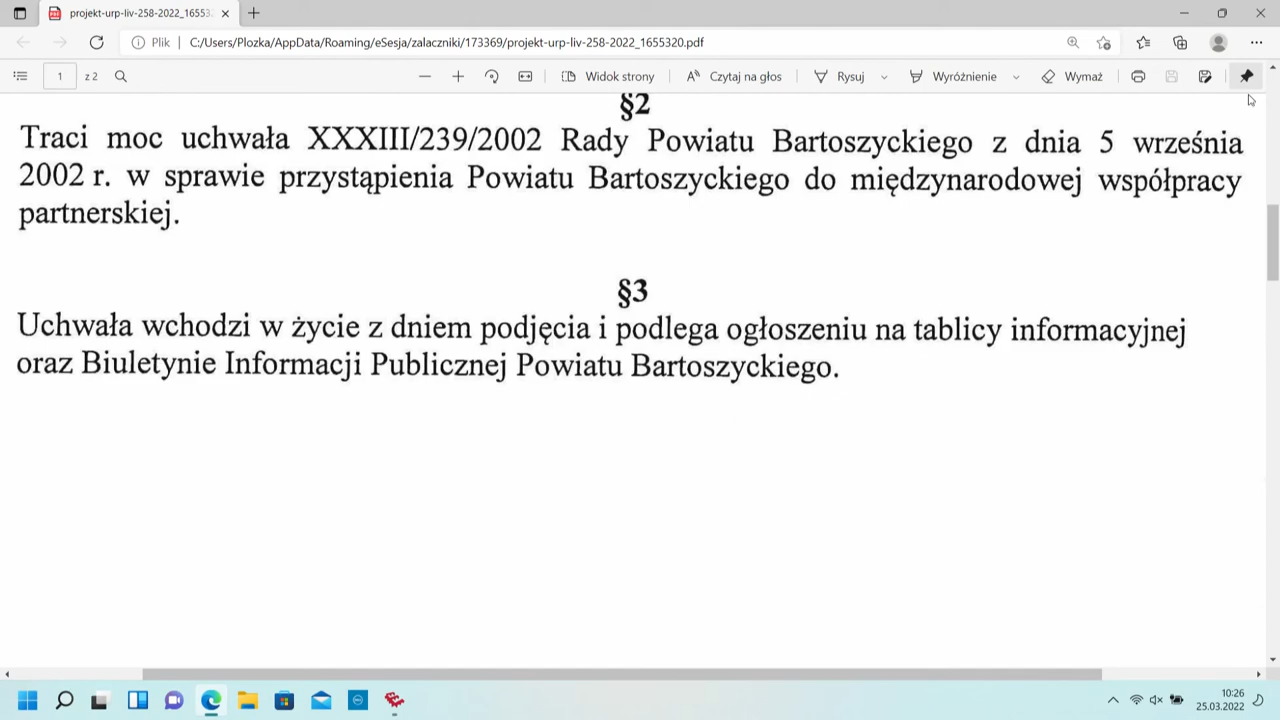 projekt-urp-liv-258-2022_16553
Plik
C:/Users/Plozka/AppData/Roaming/eSesja/zalaczniki/173369/projekt-urp-liv-258-2022_1655320.pdf
1 z 2
Widok strony
Czytaj na głos
Rysuj
Wyróżnienie
Wymaż
§2
Traci moc uchwała XXXIII/239/2002 Rady Powiatu Bartoszyckiego z dnia 5 września
2002 r. w sprawie przystąpienia Powiatu Bartoszyckiego do międzynarodowej współpracy
partnerskiej.
§3
Uchwała wchodzi w życie z dniem podjęcia i podlega ogłoszeniu na tablicy informacyjnej
oraz Biuletynie Informacji Publicznej Powiatu Bartoszyckiego.
10:26
25.03.2022